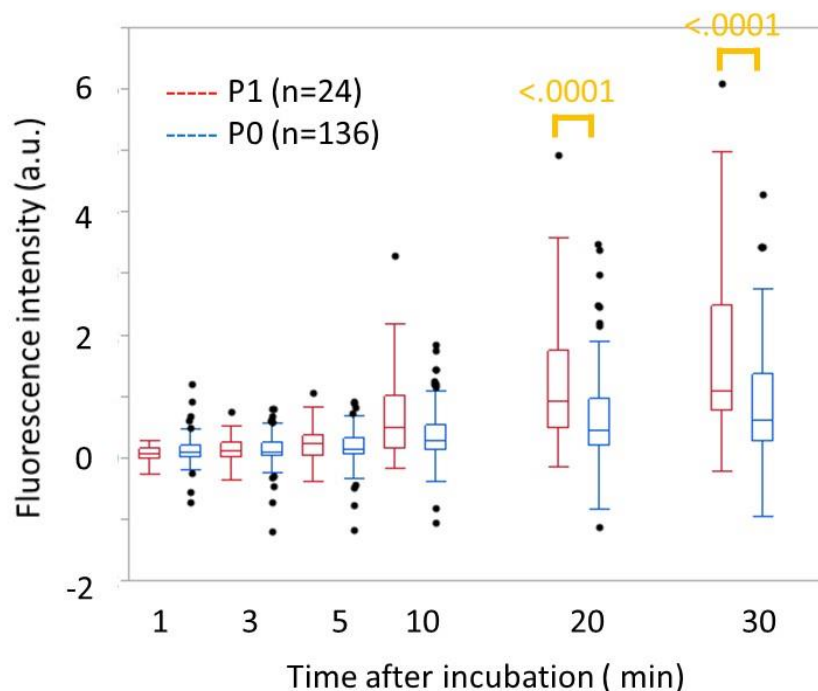 <.0001
<.0001
6
P1 (n=24)
P0 (n=136)
4
2
0
-2
Fluorescence intensity (a.u.)
1 3 5 10 20 30
Time after incubation ( min)